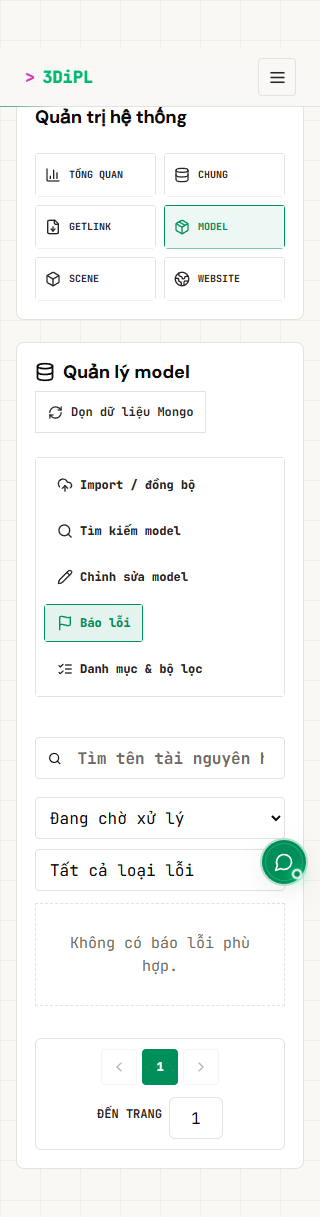 > 3DiPL
Quản trị hệ thống
TỔNG QUAN
CHUNG
GETLINK
MODEL
SCENE
WEBSITE
Quản lý model
Dọn dữ liệu Mongo
Import / đồng bộ
Tìm kiếm model
Chỉnh sửa model
Báo lỗi
Danh mục & bộ lọc
Tìm tên tài nguyên
Đang chờ xử lý
Tất cả loại lỗi
Không có báo lỗi phù
hợp.
1
ĐẾN TRANG 1